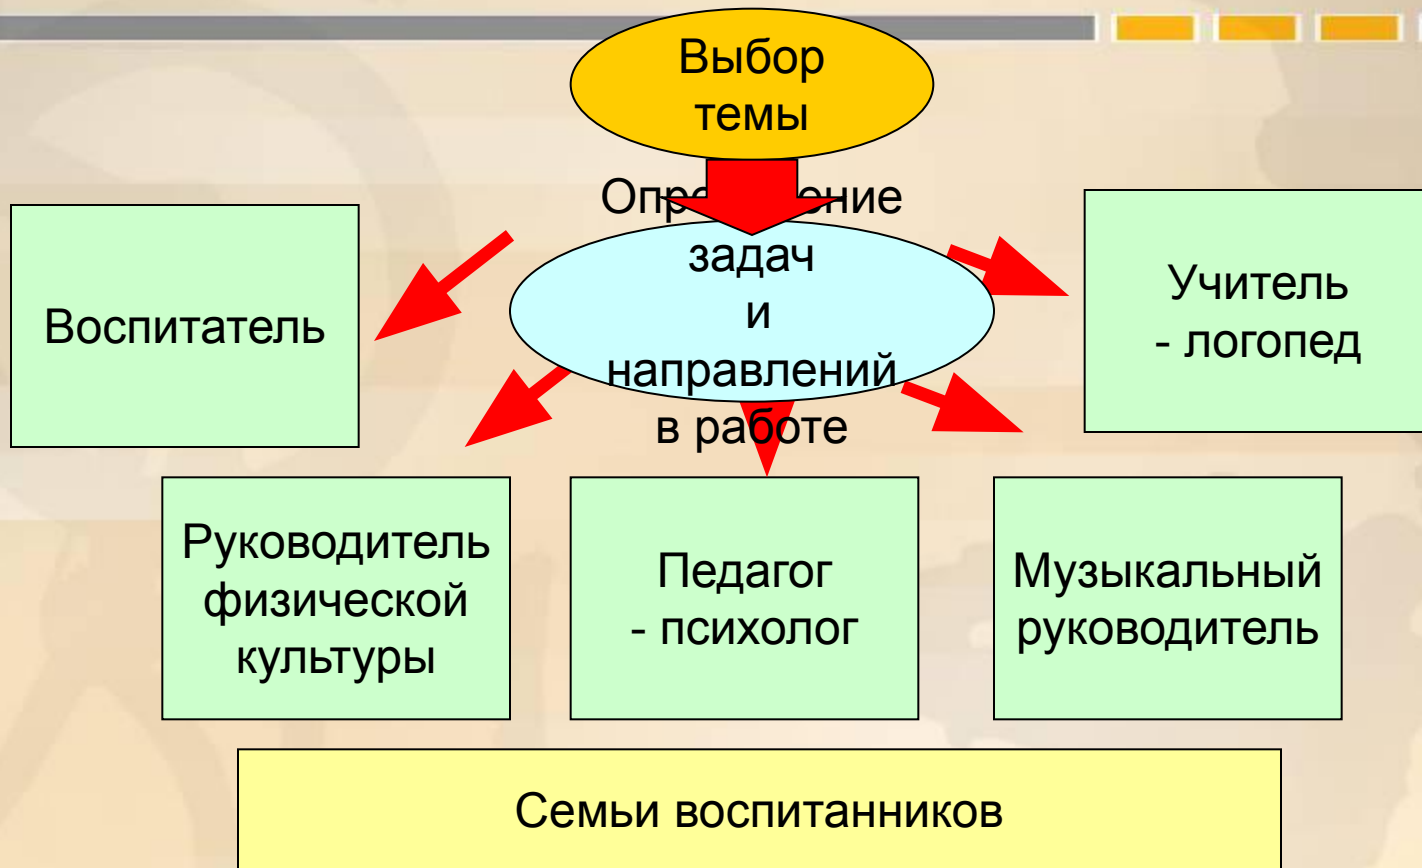 Выбор
темы
задач
и
направлений
в работе
Воспитатель
Учитель
- логопед
Руководитель
физической
культуры
Педагог
- психолог
Музыкальный
руководитель
Семьи воспитанников